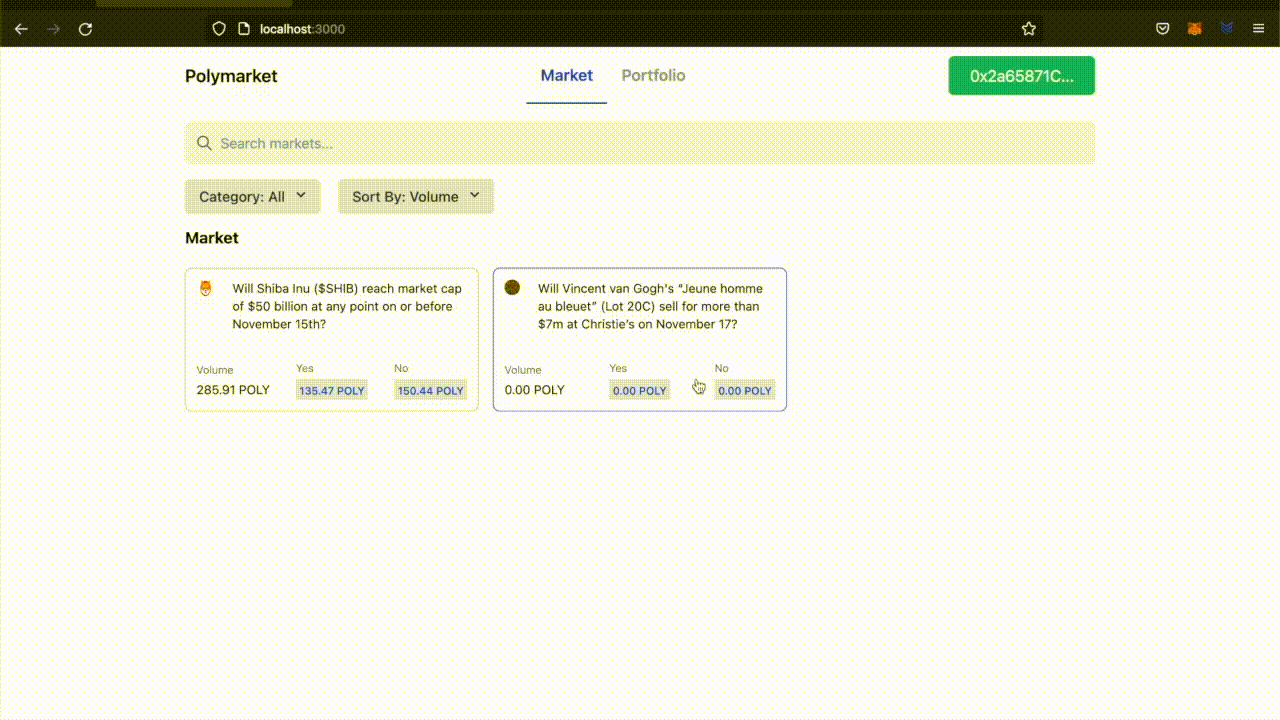 localhost:3000
Polymarket
Market
Portfolio
0x2a65871C...
Search markets...
Category: All
Sort By: Volume
Market
Will Shiba Inu ($SHIB) reach market cap
of $50 billion at any point on or before
November 15th?
Volume
Yes
No
285.91 POLY
135.47 POLY
150.44 POLY
Will Vincent van Gogh's “Jeune homme
au bleuet” (Lot 20C) sell for more than
$7m at Christie's on November 17?
Volume
Yes
No
0.00 POLY
0.00 POLY
0.00 POLY